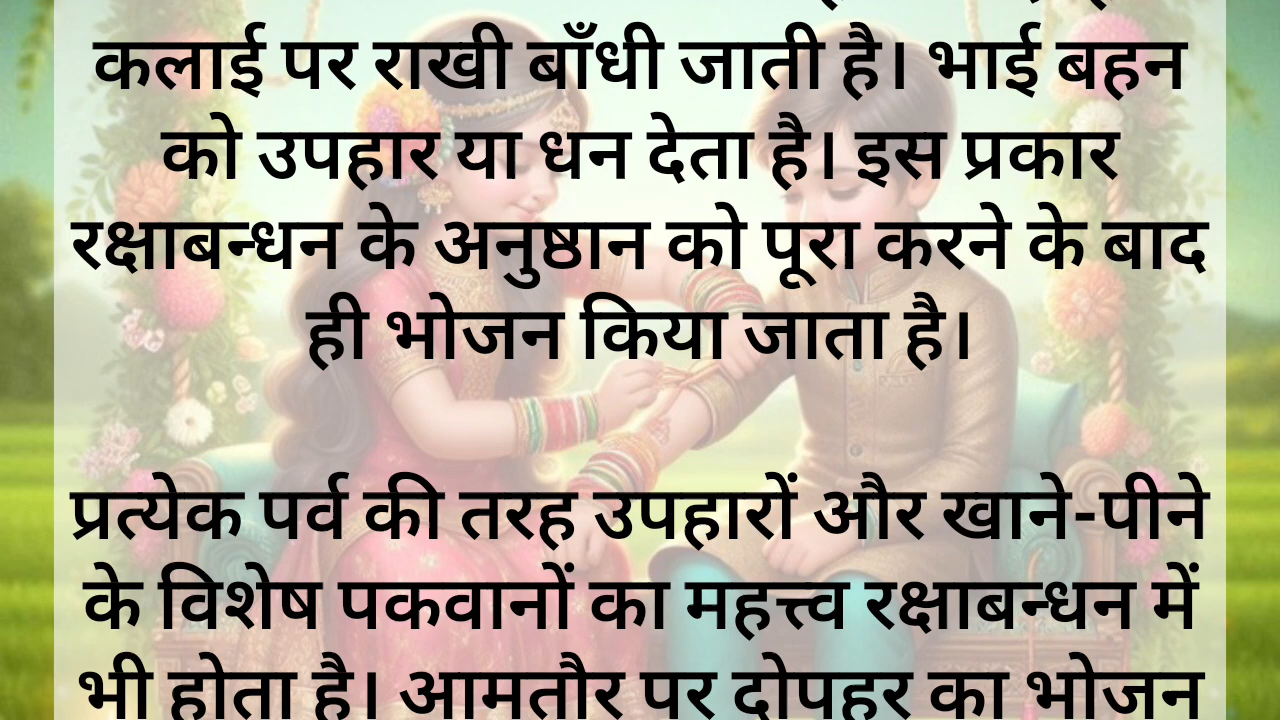 कलाई पर राखी बाँधी जाती है। भाई बहन
को उपहार या धन देता है। इस प्रकार
रक्षाबन्धन के अनुष्ठान को पूरा करने के बाद
ही भोजन किया जाता है।
प्रत्येक पर्व की तरह उपहारों और खाने-पीने
के विशेष पकवानों का महत्त्व रक्षाबन्धन में
भी होता है। आमतौर पर दोपहर का भोजन